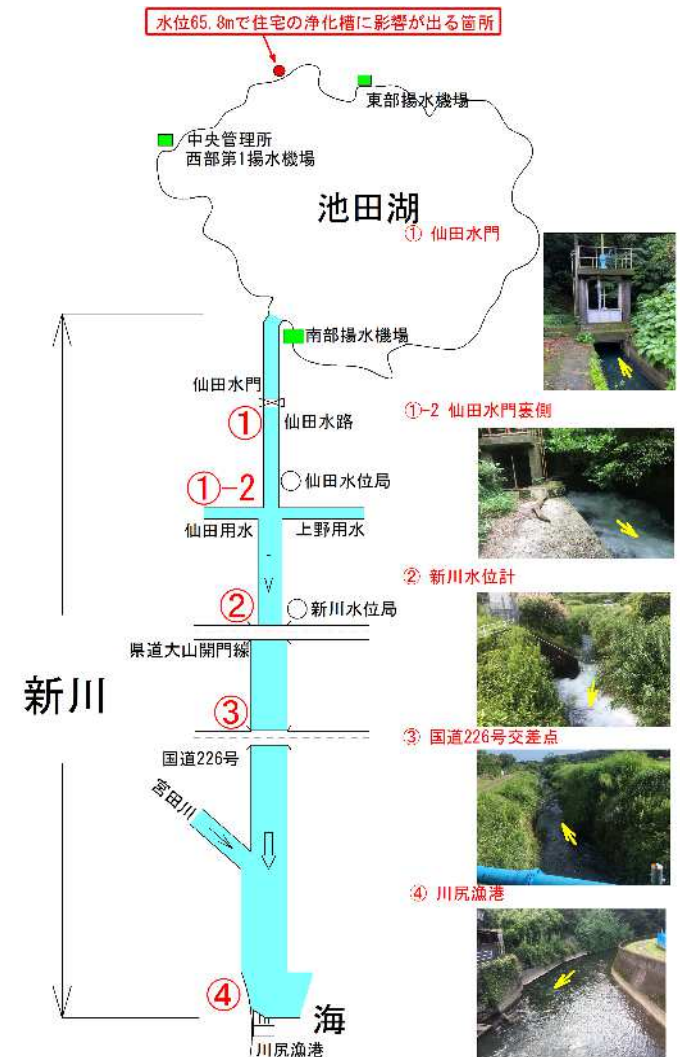 水位65.8mで住宅の浄化槽に影響が出る箇所
東部揚水機場
中央管理所
西部第1揚水機場
池田湖
① 仙田水門
南部揚水機場
仙田水門
①
仙田水路
①-2 仙田水門裏側
①-2
仙田水位局
仙田用水
上野用水
② 新川水位計
②
新川水位局
県道大山開門線
新川
③
③ 国道226号交差点
国道226号
宮田川
④ 川尻漁港
④
海
川尻漁港